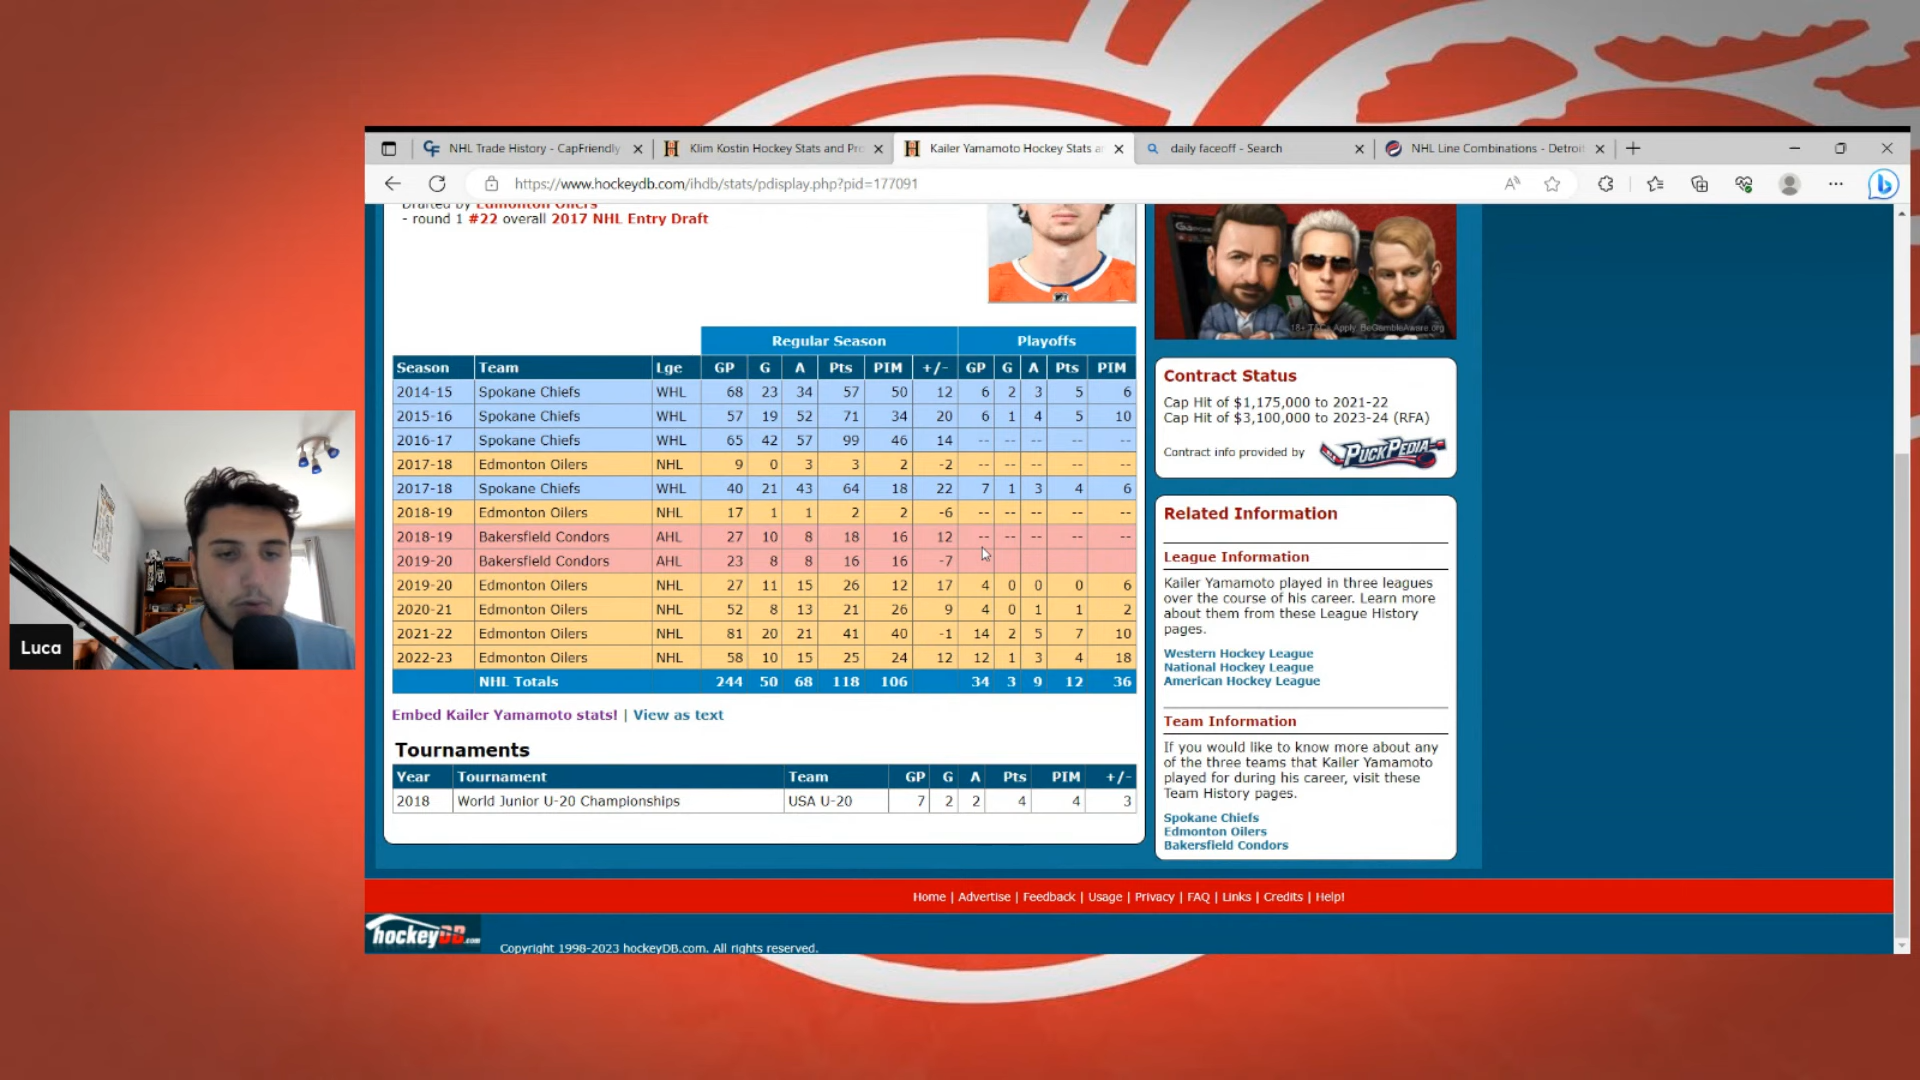 NHL Trade History - CapFriendly
Klim Kostin Hockey Stats and Pro
Kailer Yamamoto Hockey Stats a
daily faceoff - Search
NHL Line Combinations - Detroit
https://www.hockeydb.com/ihdb/stats/pdisplay.php?pid=177091
Drafted by Edmonton Oilers
- round 1 #22 overall 2017 NHL Entry Draft
18+ T&Cs Apply BeGambleAware.org
Regular Season Playoffs
Season Team Lge GP G A Pts PIM +/- GP G A Pts PIM
2014-15 Spokane Chiefs WHL 68 23 34 57 50 12 6 2 3 5 6
2015-16 Spokane Chiefs WHL 57 19 52 71 34 20 6 1 4 5 10
2016-17 Spokane Chiefs WHL 65 42 57 99 46 14 -- -- -- -- --
2017-18 Edmonton Oilers NHL 9 0 3 3 2 -2 -- -- -- -- --
2017-18 Spokane Chiefs WHL 40 21 43 64 18 22 7 1 3 4 6
2018-19 Edmonton Oilers NHL 17 1 1 2 2 -6 -- -- -- -- --
2018-19 Bakersfield Condors AHL 27 10 8 18 16 12 -- -- -- -- --
2019-20 Bakersfield Condors AHL 23 8 8 16 16 -7
2019-20 Edmonton Oilers NHL 27 11 15 26 12 17 4 0 0 0 6
2020-21 Edmonton Oilers NHL 52 8 13 21 26 9 4 0 1 1 2
2021-22 Edmonton Oilers NHL 81 20 21 41 40 -1 14 2 5 7 10
2022-23 Edmonton Oilers NHL 58 10 15 25 24 12 12 1 3 4 18
NHL Totals 244 50 68 118 106 34 3 9 12 36
Embed Kailer Yamamoto stats! | View as text
Tournaments
Year Tournament Team GP G A Pts PIM +/-
2018 World Junior U-20 Championships USA U-20 7 2 2 4 4 3
Contract Status
Cap Hit of $1,175,000 to 2021-22
Cap Hit of $3,100,000 to 2023-24 (RFA)
Contract info provided by PUCKPEDIA
Related Information
League Information
Kailer Yamamoto played in three leagues
over the course of his career. Learn more
about them from these League History
pages.
Western Hockey League
National Hockey League
American Hockey League
Team Information
If you would like to know more about any
of the three teams that Kailer Yamamoto
played for during his career, visit these
Team History pages.
Spokane Chiefs
Edmonton Oilers
Bakersfield Condors
Luca
Home | Advertise | Feedback | Usage | Privacy | FAQ | Links | Credits | Help!
hockeyDB.com
Copyright 1998-2023 hockeyDB.com. All rights reserved.